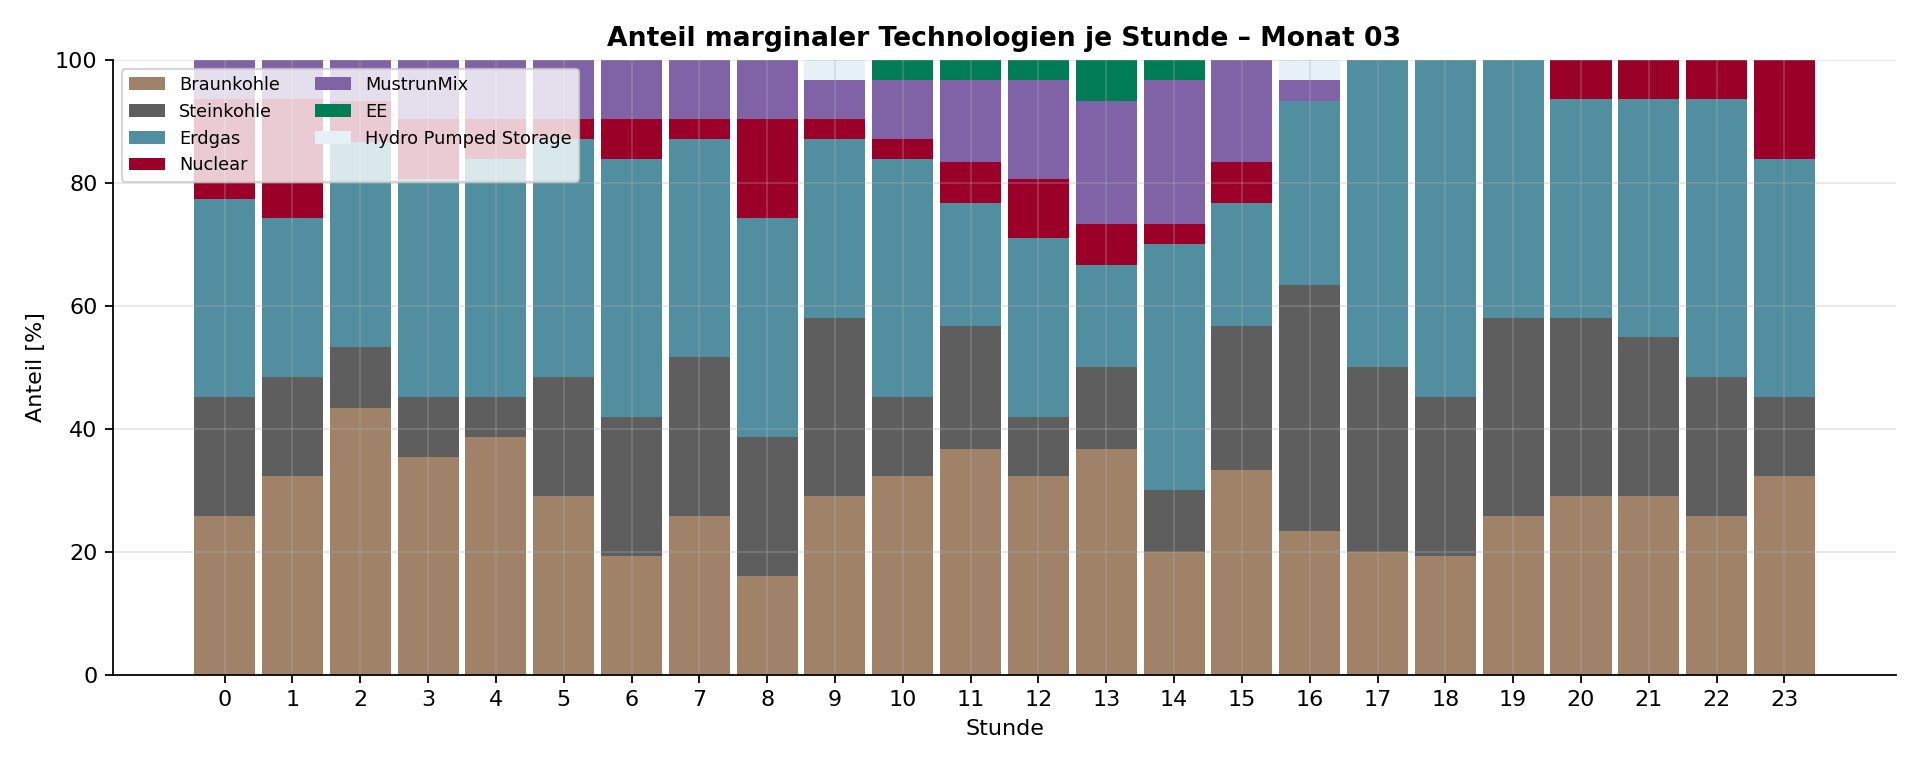 Anteil marginaler Technologien je Stunde – Monat 03
Anteil [%]
100
80
60
40
20
0
Braunkohle
Steinkohle
Erdgas
Nuclear
MustrunMix
EE
Hydro Pumped Storage
0 1 2 3 4 5 6 7 8 9 10 11 12 13 14 15 16 17 18 19 20 21 22 23
Stunde